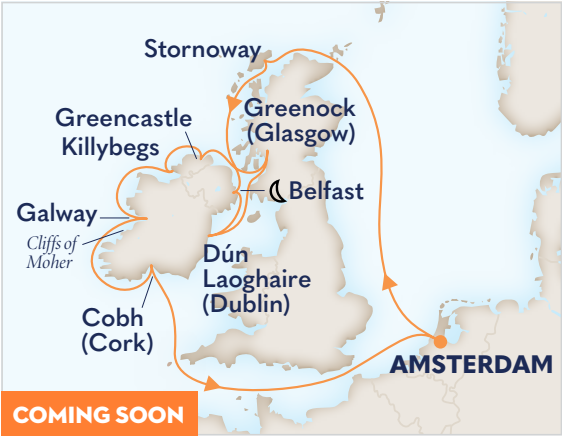 Stornoway
Greenock
(Glasgow)
Greencastle
Killybegs
Belfast
Galway
Cliffs of
Moher
Dún
Laoghaire
(Dublin)
Cobh
(Cork)
AMSTERDAM
COMING SOON